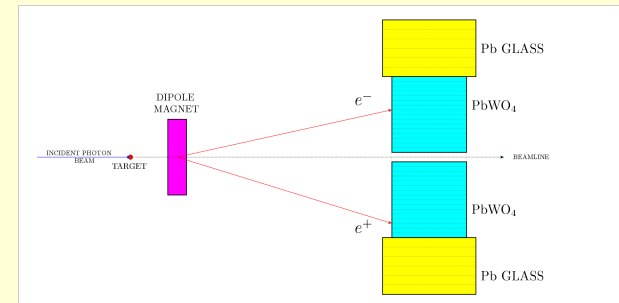 Pb GLASS
DIPOLE
MAGNET
e⁻
PbWO₄
INCIDENT PHOTON
BEAM
TARGET
BEAMLINE
PbWO₄
e⁺
Pb GLASS